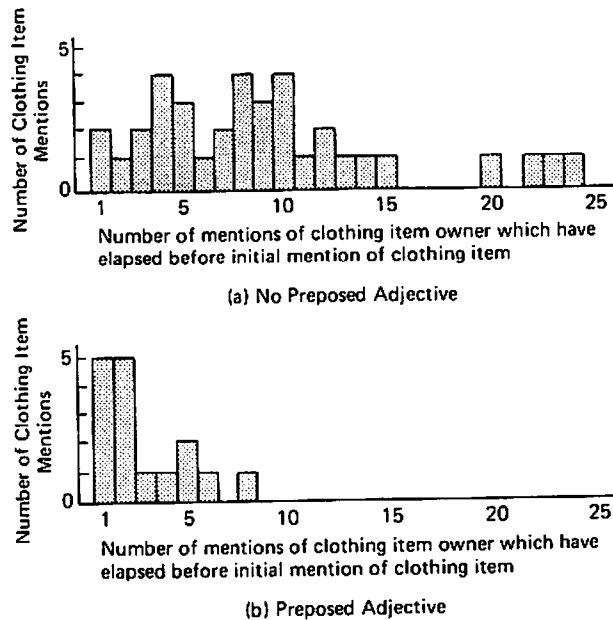 Number of Clothing Item
Mentions
5
0
1 5 10 15 20 25
Number of mentions of clothing item owner which have
elapsed before initial mention of clothing item
(a) No Preposed Adjective
Number of Clothing Item
Mentions
5
0
1 5 10 15 20 25
Number of mentions of clothing item owner which have
elapsed before initial mention of clothing item
(b) Preposed Adjective